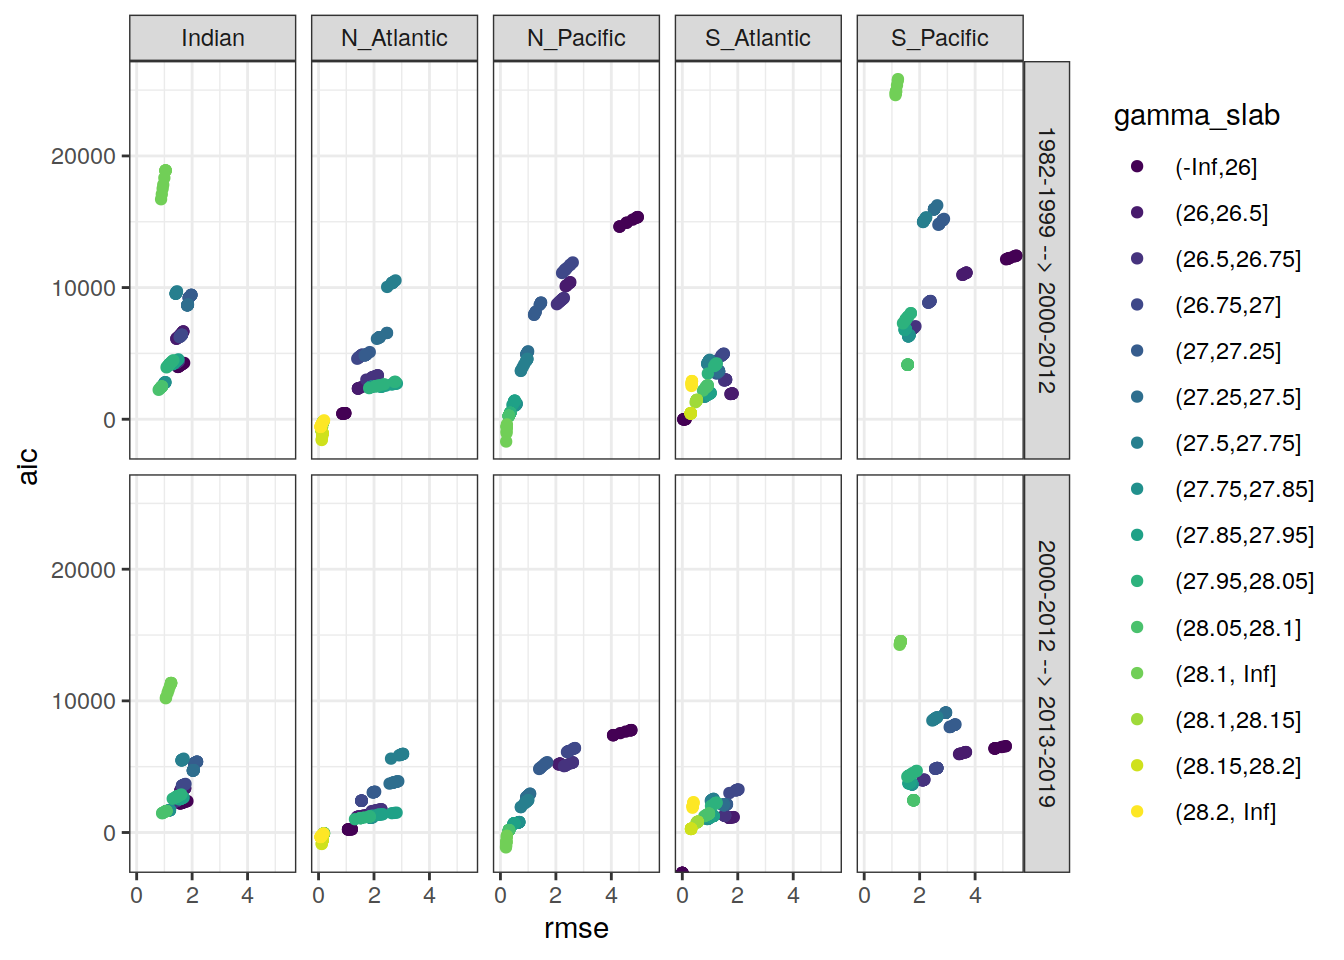 Indian N_Atlantic N_Pacific S_Atlantic S_Pacific
1982-1999 --> 2000-2012
2000-2012 --> 2013-2019
20000
10000
0
20000
10000
0
aic
0 2 4 0 2 4 0 2 4 0 2 4 0 2 4
rmse
gamma_slab
(-Inf,26]
(26,26.5]
(26.5,26.75]
(26.75,27]
(27,27.25]
(27.25,27.5]
(27.5,27.75]
(27.75,27.85]
(27.85,27.95]
(27.95,28.05]
(28.05,28.1]
(28.1, Inf]
(28.1,28.15]
(28.15,28.2]
(28.2, Inf]